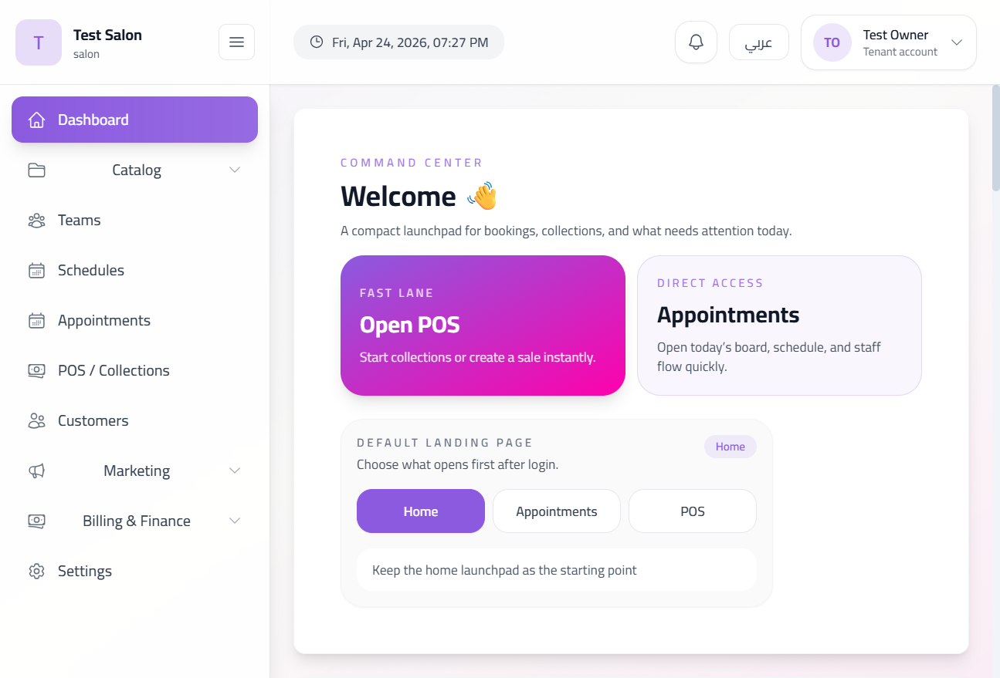 T
Test Salon
salon
Fri, Apr 24, 2026, 07:27 PM
عربي
TO
Test Owner
Tenant account
Dashboard
Catalog
Teams
Schedules
Appointments
POS / Collections
Customers
Marketing
Billing & Finance
Settings
COMMAND CENTER
Welcome 👋
A compact launchpad for bookings, collections, and what needs attention today.
FAST LANE
Open POS
Start collections or create a sale instantly.
DIRECT ACCESS
Appointments
Open today’s board, schedule, and staff
flow quickly.
DEFAULT LANDING PAGE
Home
Choose what opens first after login.
Home
Appointments
POS
Keep the home launchpad as the starting point